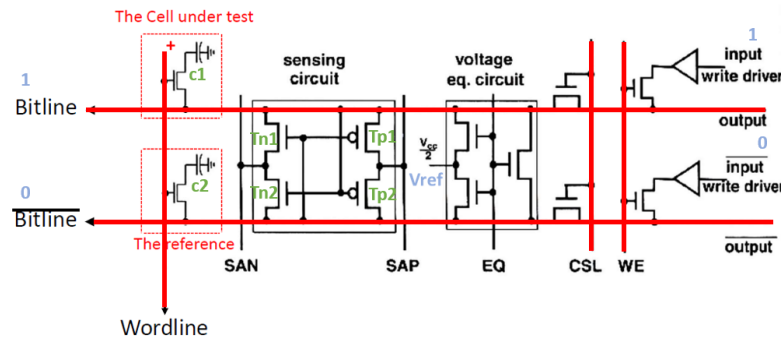 The Cell under test
+
c1
1
Bitline
sensing
circuit
voltage
eq. circuit
1
input
write driver
output
Tn1
Tp1
VCC
2
Vref
Tn2
Tp2
0
input
write driver
c2
0
Bitline
The reference
output
SAN
SAP
EQ
CSL
WE
Wordline